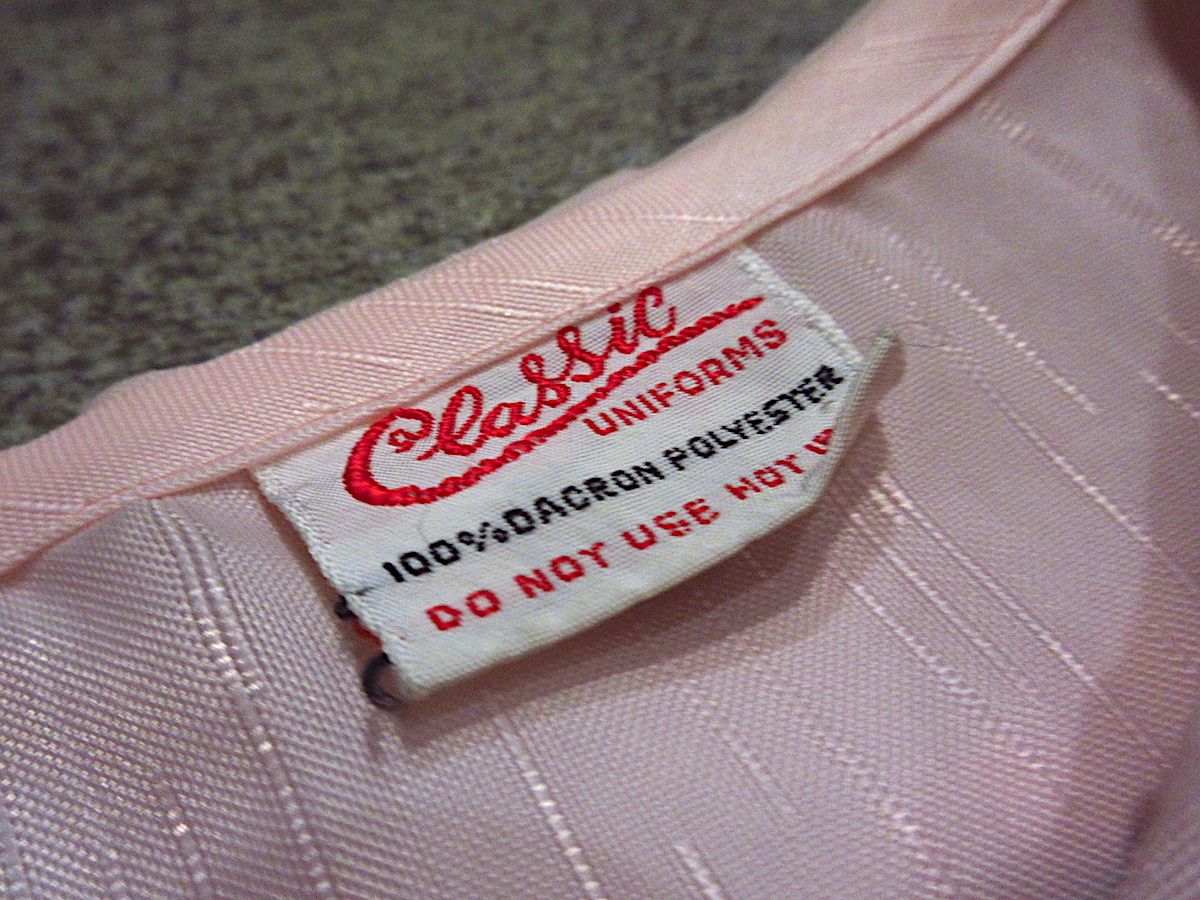 Classic
UNIFORMS
100% DACRON POLYESTER
DO NOT USE HOT